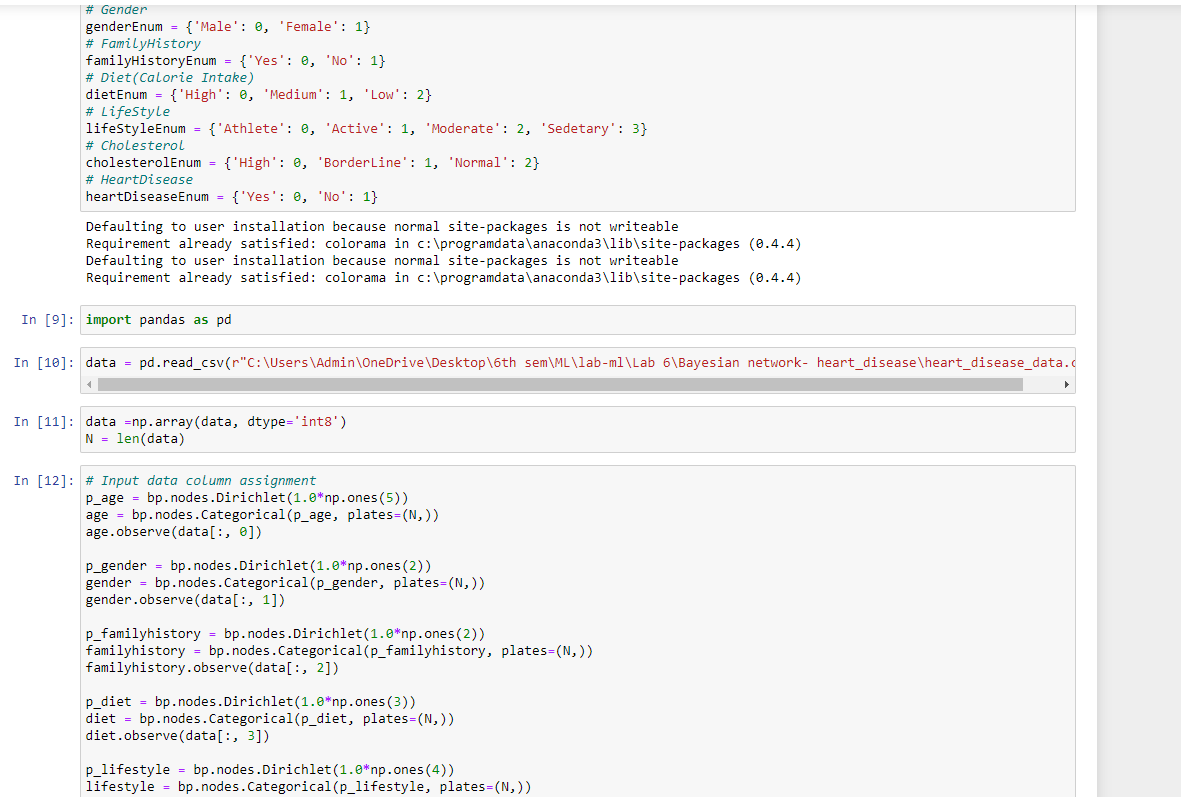 # Gender
genderEnum = {'Male': 0, 'Female': 1}
# FamilyHistory
familyHistoryEnum = {'Yes': 0, 'No': 1}
# Diet(Calorie Intake)
dietEnum = {'High': 0, 'Medium': 1, 'Low': 2}
# LifeStyle
lifeStyleEnum = {'Athlete': 0, 'Active': 1, 'Moderate': 2, 'Sedetary': 3}
# Cholesterol
cholesterolEnum = {'High': 0, 'BorderLine': 1, 'Normal': 2}
# HeartDisease
heartDiseaseEnum = {'Yes': 0, 'No': 1}
Defaulting to user installation because normal site-packages is not writeable
Requirement already satisfied: colorama in c:\programdata\anaconda3\lib\site-packages (0.4.4)
Defaulting to user installation because normal site-packages is not writeable
Requirement already satisfied: colorama in c:\programdata\anaconda3\lib\site-packages (0.4.4)
In [9]: import pandas as pd
In [10]: data = pd.read_csv(r"C:\Users\Admin\OneDrive\Desktop\6th sem\ML\lab-ml\Lab 6\Bayesian network- heart_disease\heart_disease_data.c
In [11]: data =np.array(data, dtype='int8')
N = len(data)
In [12]: # Input data column assignment
p_age = bp.nodes.Dirichlet(1.0*np.ones(5))
age = bp.nodes.Categorical(p_age, plates=(N,))
age.observe(data[:, 0])
p_gender = bp.nodes.Dirichlet(1.0*np.ones(2))
gender = bp.nodes.Categorical(p_gender, plates=(N,))
gender.observe(data[:, 1])
p_familyhistory = bp.nodes.Dirichlet(1.0*np.ones(2))
familyhistory = bp.nodes.Categorical(p_familyhistory, plates=(N,))
familyhistory.observe(data[:, 2])
p_diet = bp.nodes.Dirichlet(1.0*np.ones(3))
diet = bp.nodes.Categorical(p_diet, plates=(N,))
diet.observe(data[:, 3])
p_lifestyle = bp.nodes.Dirichlet(1.0*np.ones(4))
lifestyle = bp.nodes.Categorical(p_lifestyle, plates=(N,))